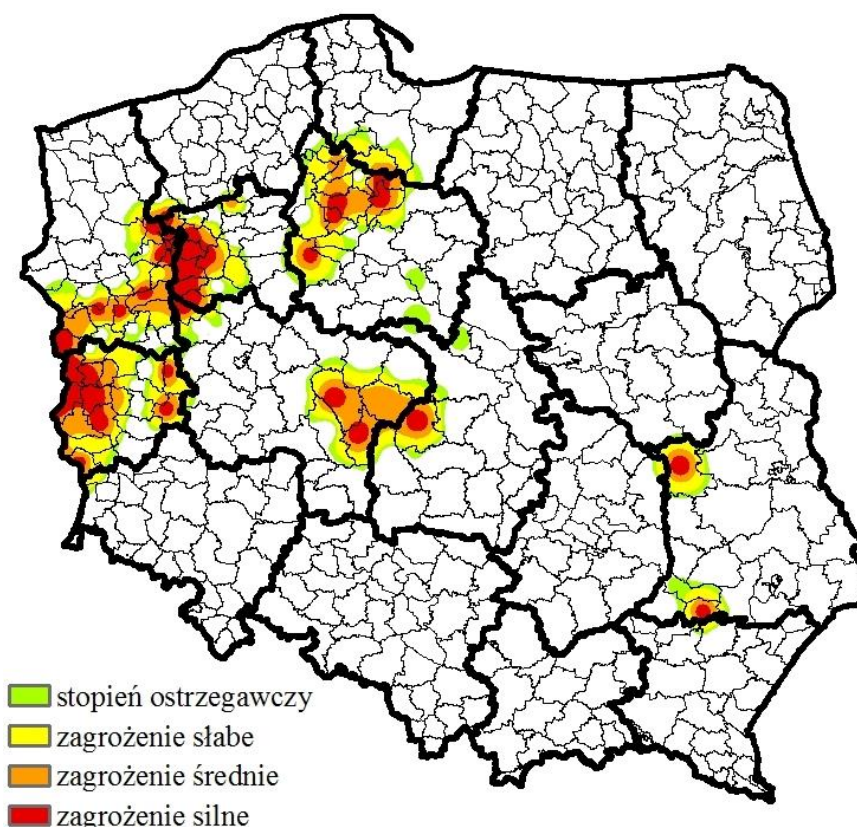 stopień ostrzegawczy
zagrożenie słabe
zagrożenie średnie
zagrożenie silne